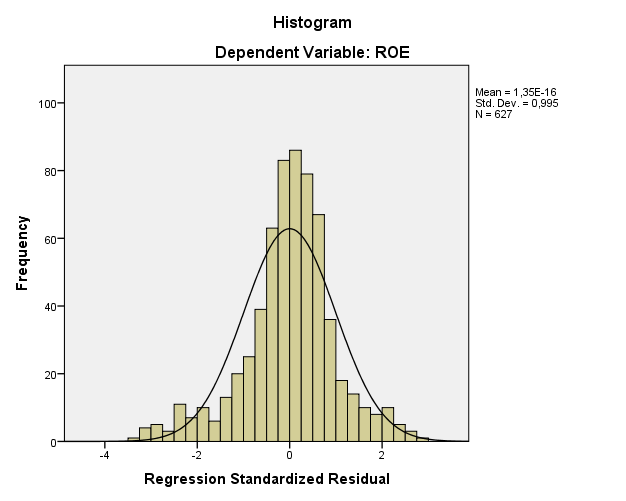 Histogram
Dependent Variable: ROE
Mean = 1,35E-16
Std. Dev. = 0,995
N = 627
100
80
60
40
20
0
Frequency
-4
-2
0
2
Regression Standardized Residual